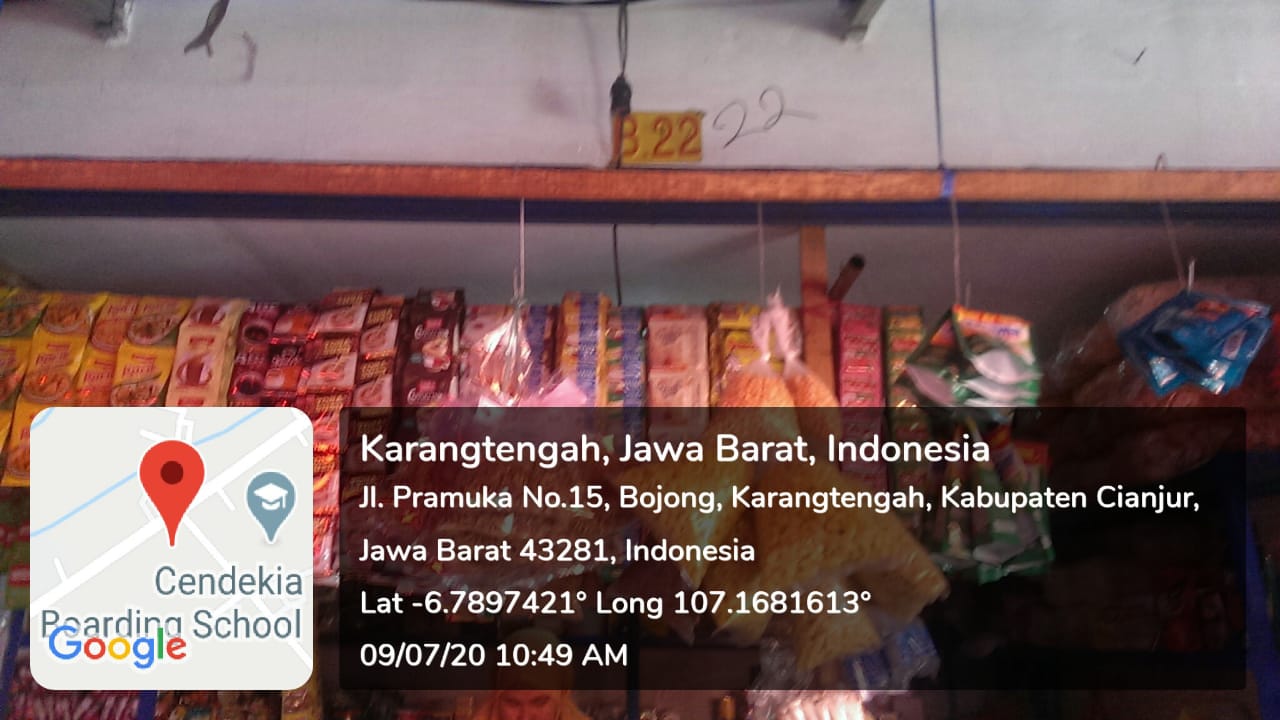 B.22
22
Karangtengah, Jawa Barat, Indonesia
Jl. Pramuka No.15, Bojong, Karangtengah, Kabupaten Cianjur,
Jawa Barat 43281, Indonesia
Lat -6.7897421° Long 107.1681613°
09/07/20 10:49 AM
Cendekia
Boarding School
Google